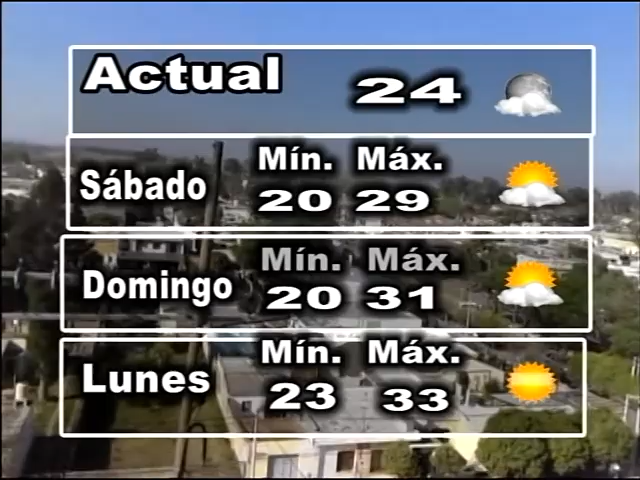 Actual 24
Mín. Máx.
Sábado 20 29
Mín. Máx.
Domingo 20 31
Mín. Máx.
Lunes 23 33